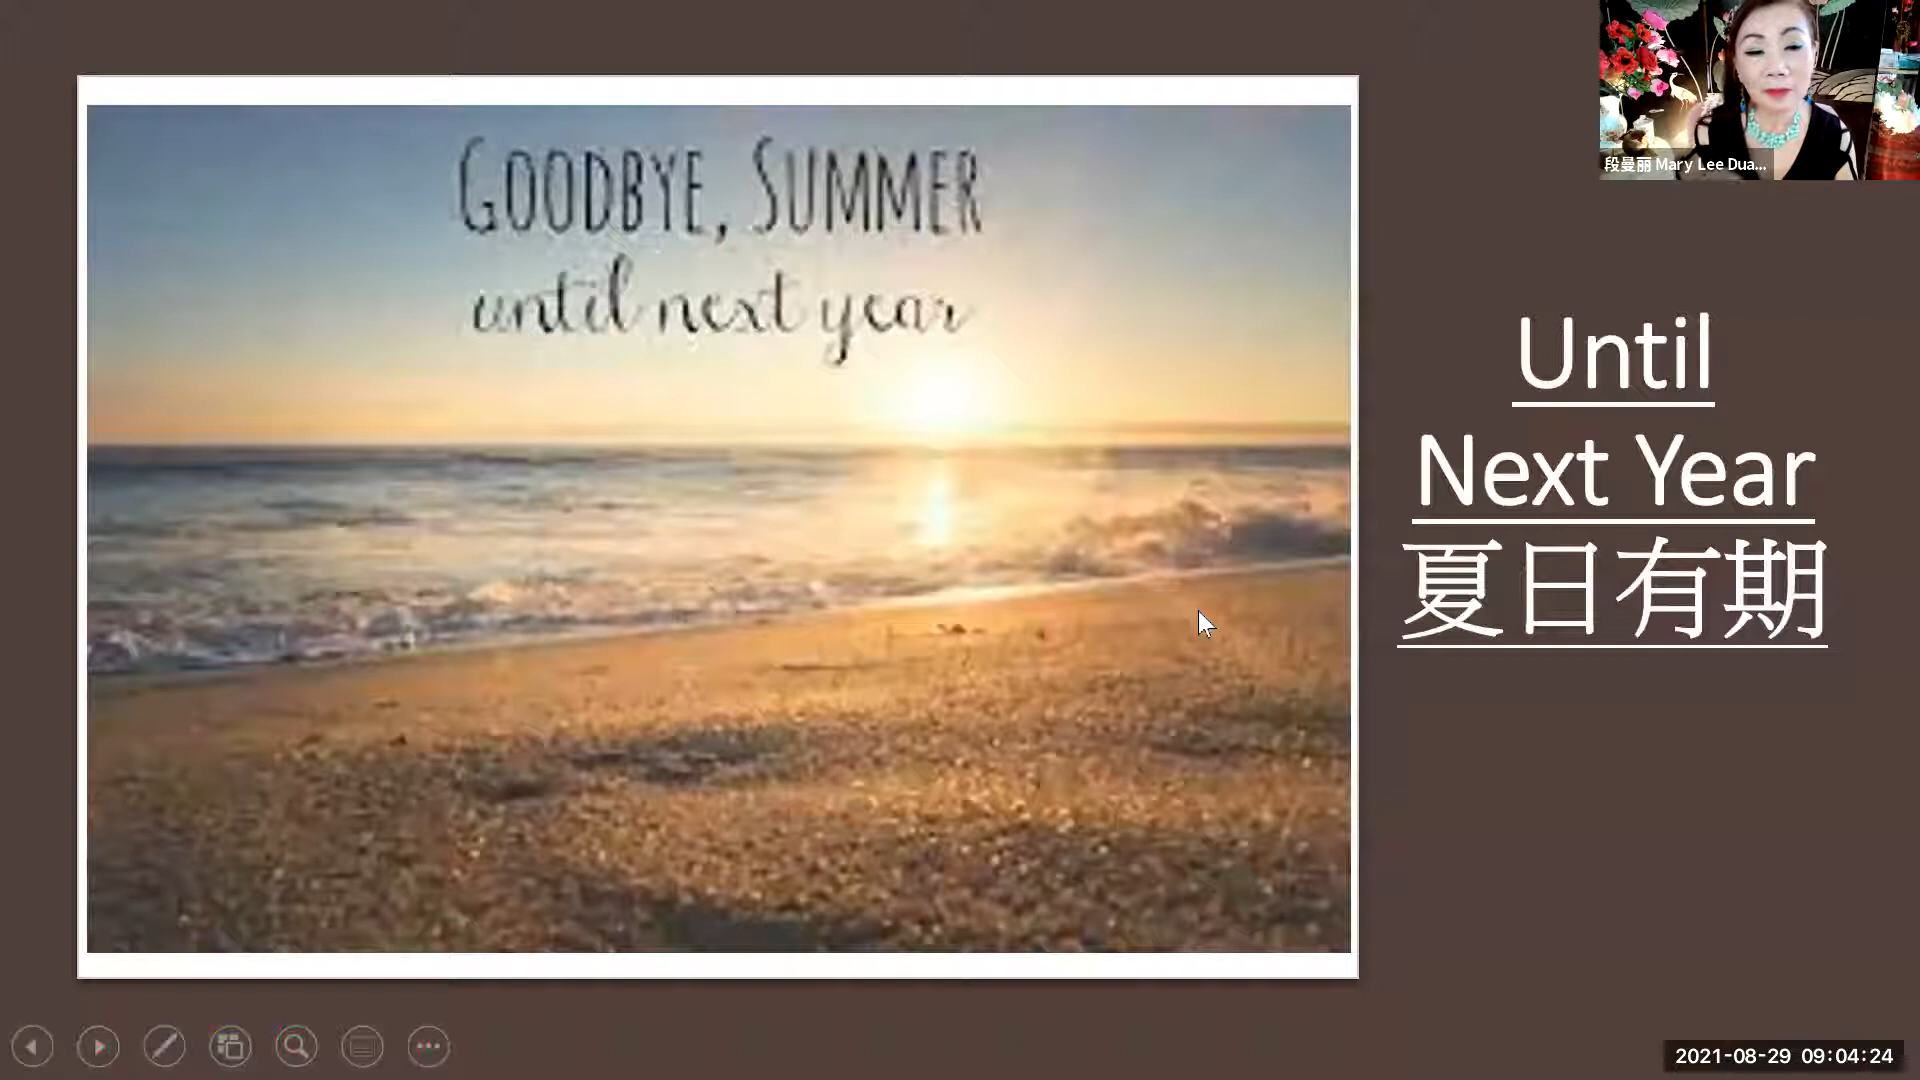 GOODBYE, SUMMER
until next year
段曼丽 Mary Lee Dua...
Until
Next Year
夏日有期
2021-08-29 09:04:24